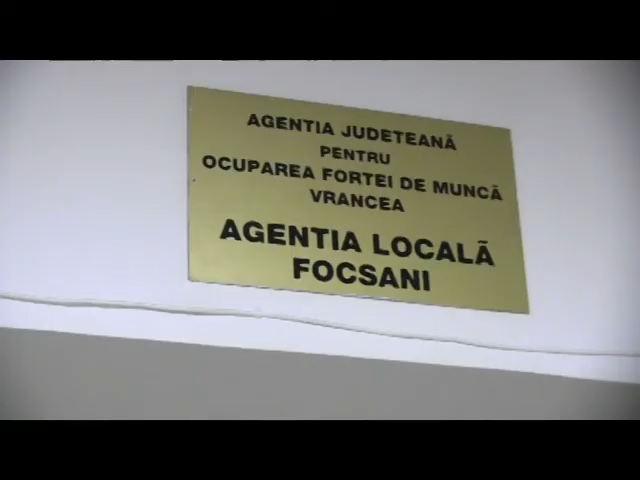 AGENTIA JUDETEANĂ
PENTRU
OCUPAREA FORTEI DE MUNCĂ
VRANCEA
AGENTIA LOCALĂ
FOCSANI